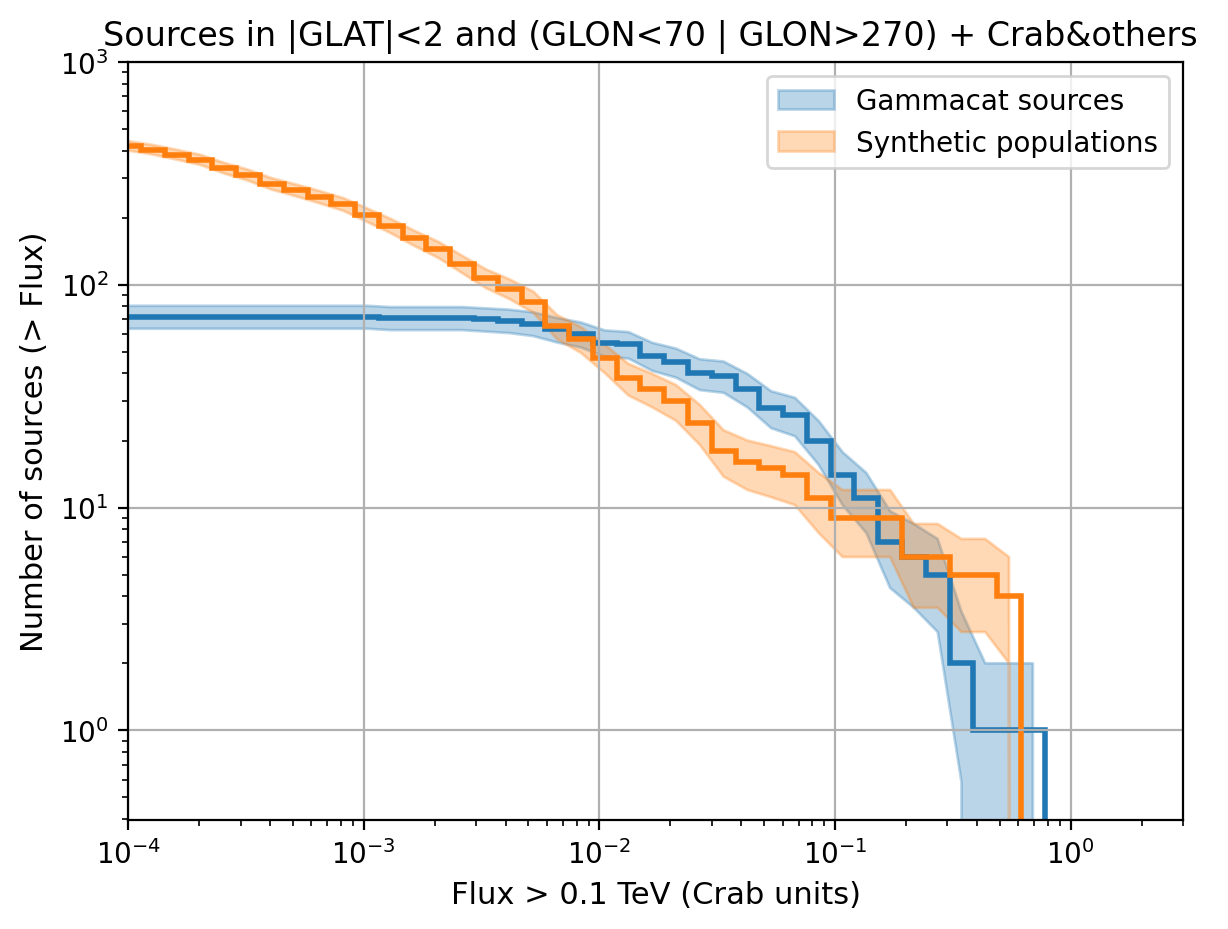 Sources in |GLAT|<2 and (GLON<70 | GLON>270) + Crab&others
Gammacat sources
Synthetic populations
Number of sources (> Flux)
10³
10²
10¹
10⁰
10⁻⁴
10⁻³
10⁻²
10⁻¹
10⁰
Flux > 0.1 TeV (Crab units)